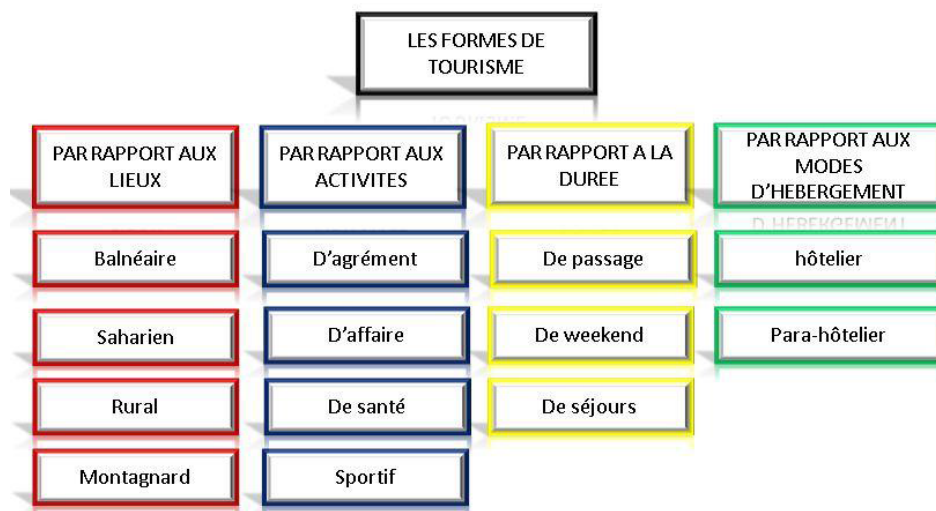 LES FORMES DE
TOURISME
PAR RAPPORT AUX
LIEUX
PAR RAPPORT AUX
ACTIVITES
PAR RAPPORT A LA
DUREE
PAR RAPPORT AUX
MODES
D'HEBERGEMENT
Balnéaire
D'agrément
De passage
hôtelier
Saharien
D'affaire
De weekend
Para-hôtelier
Rural
De santé
De séjours
Montagnard
Sportif